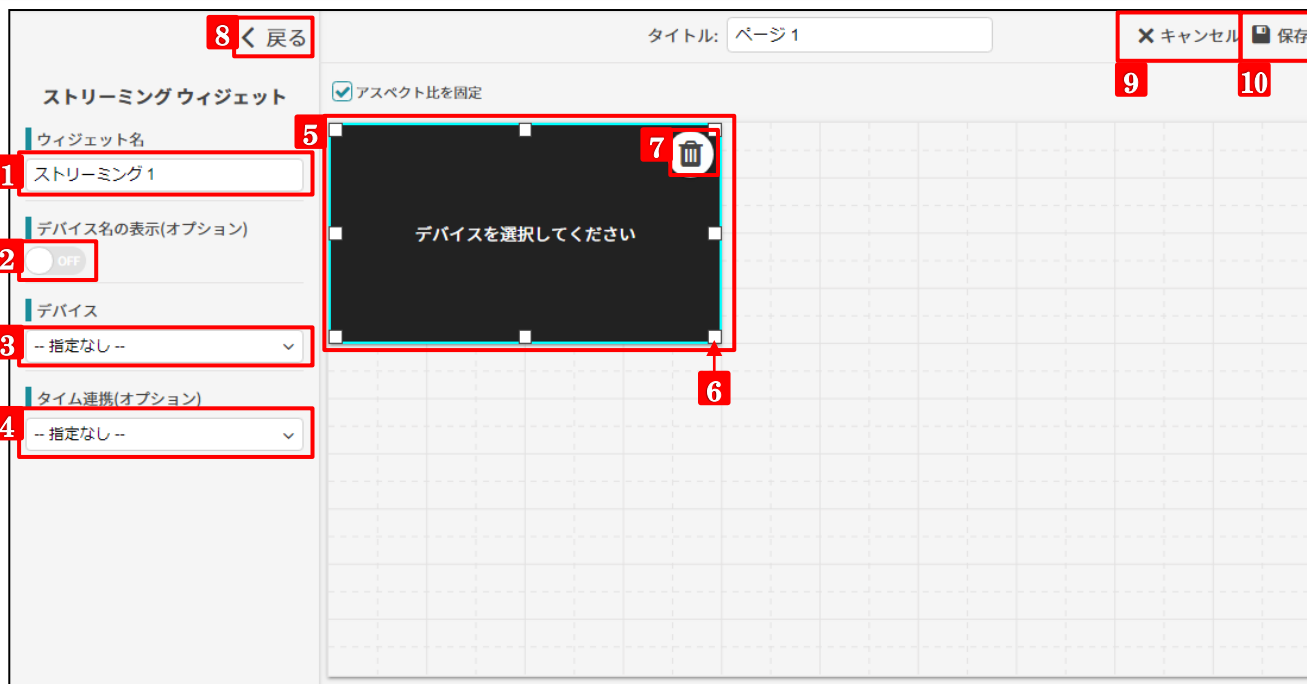 8 戻る
タイトル: ページ 1
キャンセル
保存
9
10
ストリーミング ウィジェット
アスペクト比を固定
ウィジェット名
1 ストリーミング 1
デバイス名の表示(オプション)
2 OFF
デバイス
3 -- 指定なし --
タイム連携(オプション)
4 -- 指定なし --
5
7
デバイスを選択してください
6